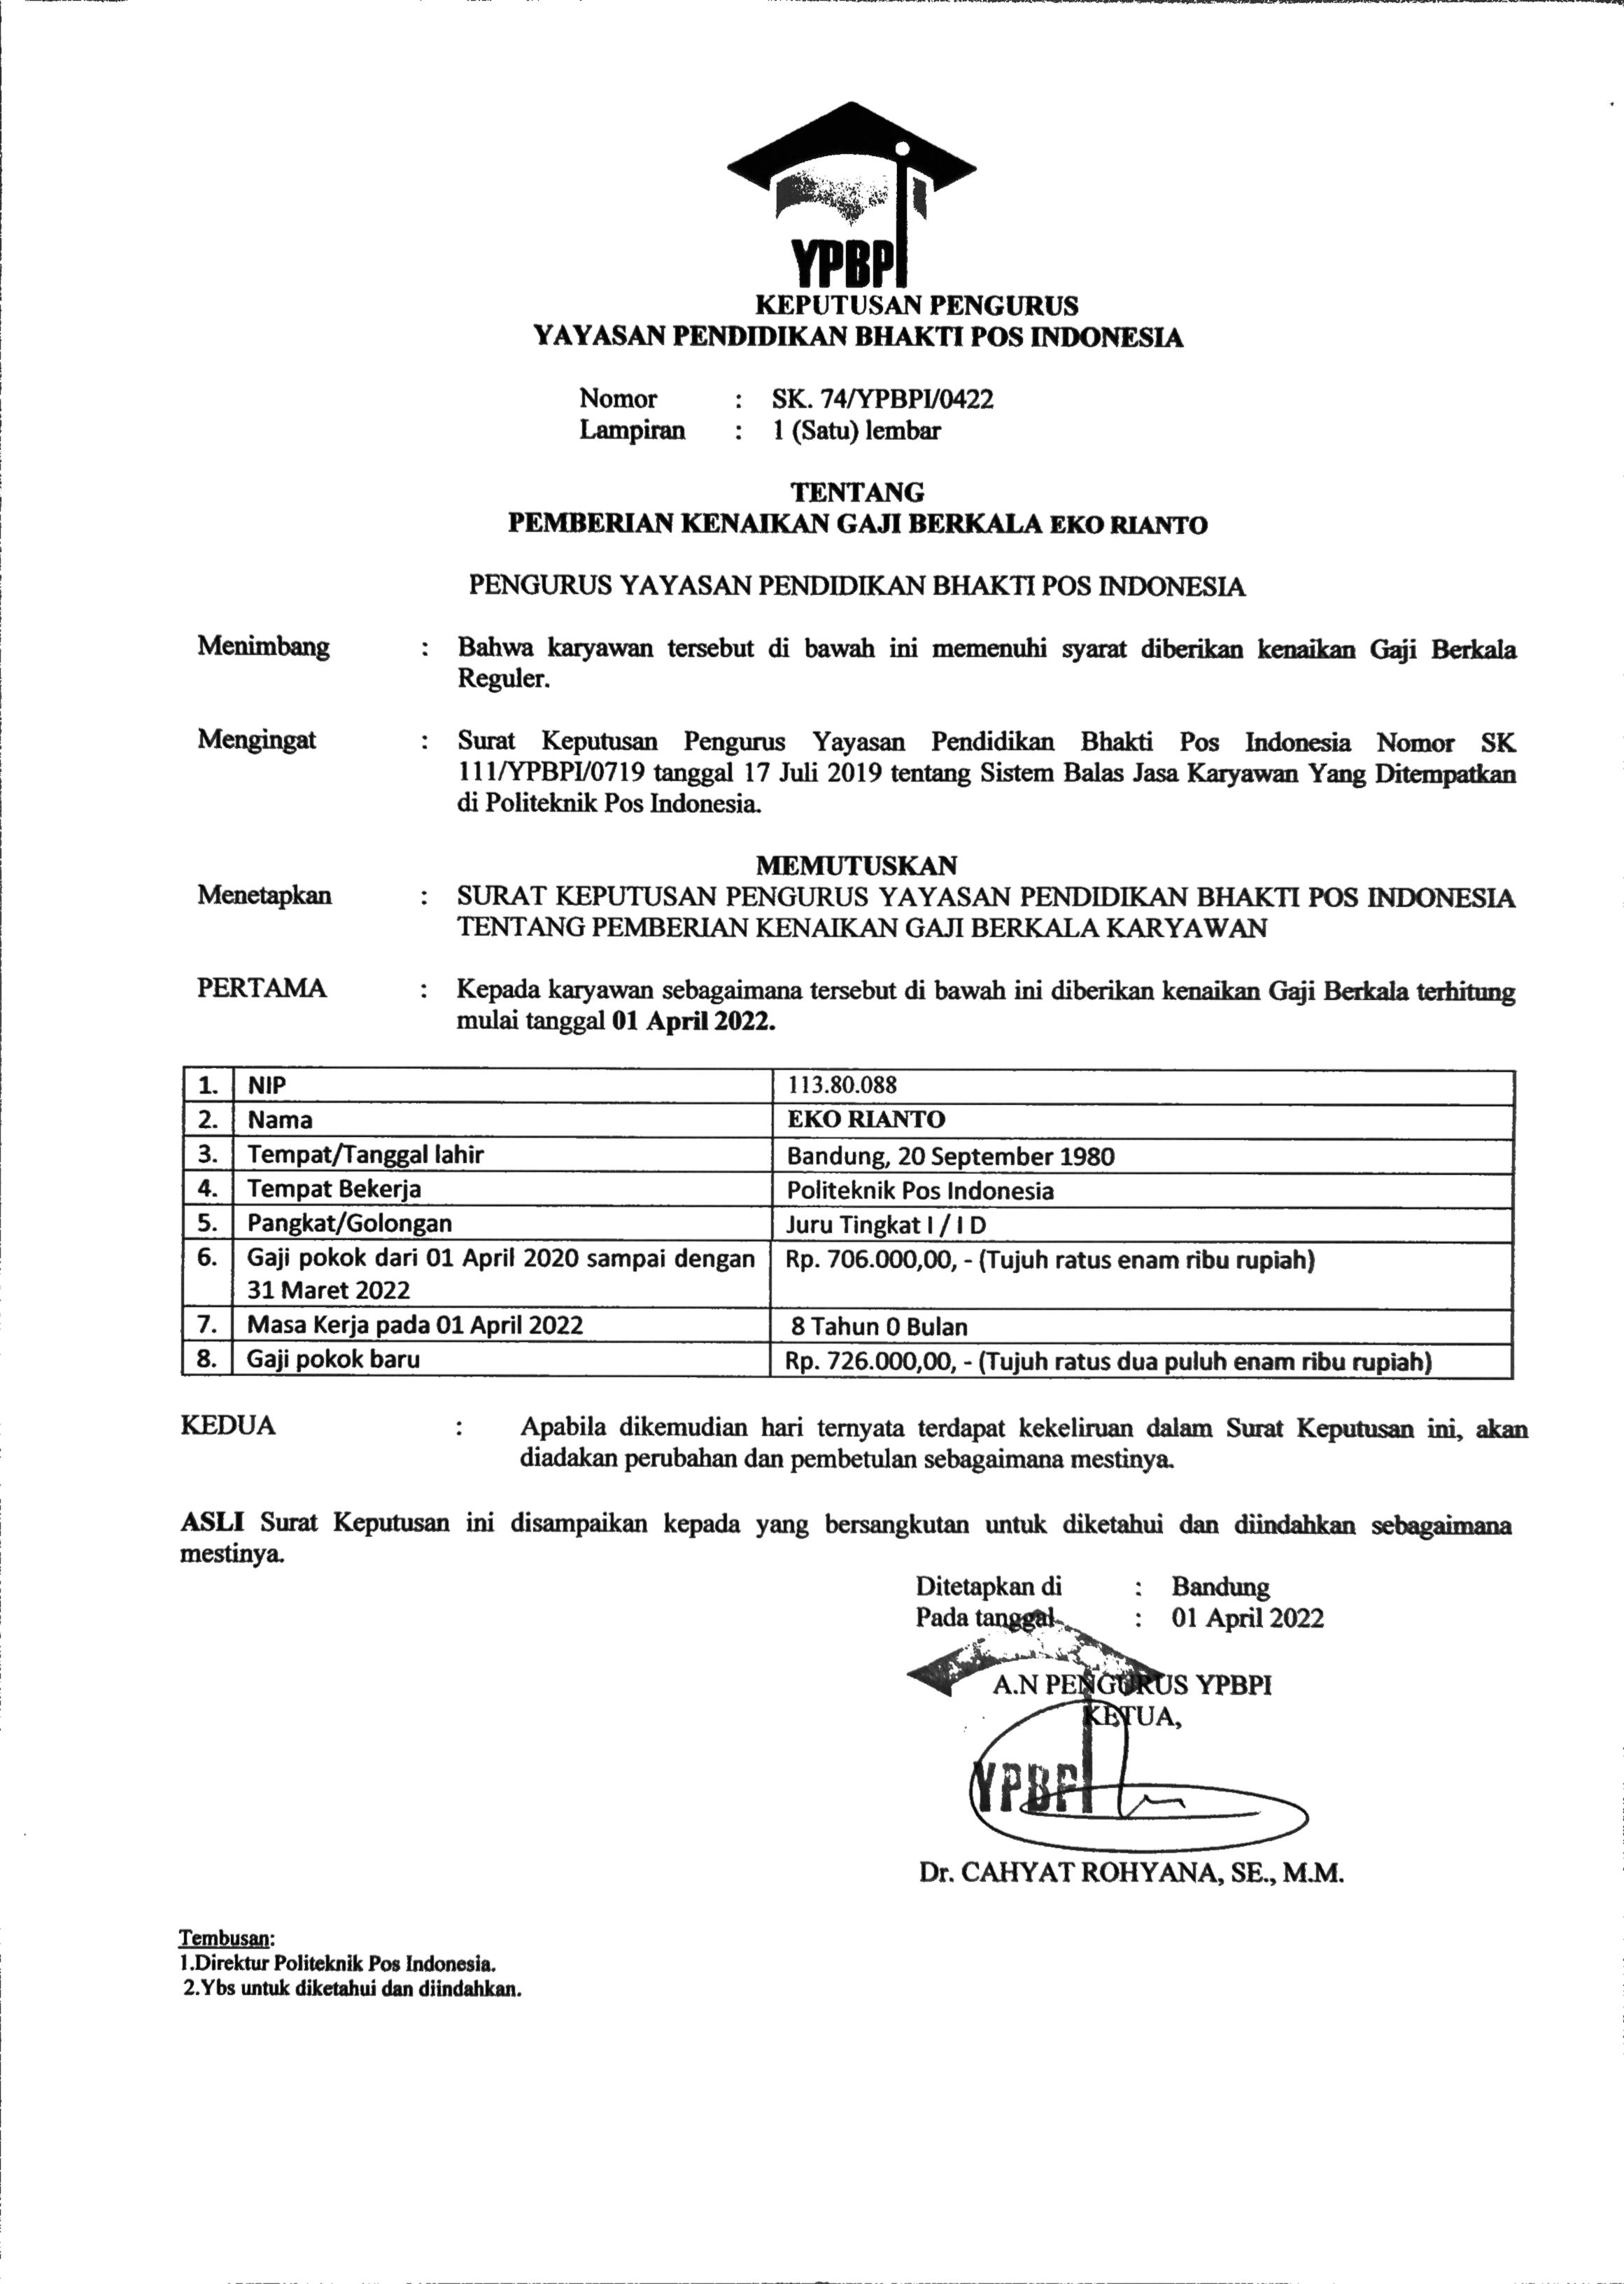 YPBPI
KEPUTUSAN PENGURUS
YAYASAN PENDIDIKAN BHAKTI POS INDONESIA
Nomor : SK. 74/YPBPI/0422
Lampiran : 1 (Satu) lembar
TENTANG
PEMBERIAN KENAIKAN GAJI BERKALA EKO RIANTO
PENGURUS YAYASAN PENDIDIKAN BHAKTI POS INDONESIA
Menimbang : Bahwa karyawan tersebut di bawah ini memenuhi syarat diberikan kenaikan Gaji Berkala
Reguler.
Mengingat : Surat Keputusan Pengurus Yayasan Pendidikan Bhakti Pos Indonesia Nomor SK
111/YPBPI/0719 tanggal 17 Juli 2019 tentang Sistem Balas Jasa Karyawan Yang Ditempatkan
di Politeknik Pos Indonesia.
MEMUTUSKAN
Menetapkan : SURAT KEPUTUSAN PENGURUS YAYASAN PENDIDIKAN BHAKTI POS INDONESIA
TENTANG PEMBERIAN KENAIKAN GAJI BERKALA KARYAWAN
PERTAMA : Kepada karyawan sebagaimana tersebut di bawah ini diberikan kenaikan Gaji Berkala terhitung
mulai tanggal 01 April 2022.
1. NIP 113.80.088
2. Nama EKO RIANTO
3. Tempat/Tanggal lahir Bandung, 20 September 1980
4. Tempat Bekerja Politeknik Pos Indonesia
5. Pangkat/Golongan Juru Tingkat I / I D
6. Gaji pokok dari 01 April 2020 sampai dengan Rp. 706.000,00, - (Tujuh ratus enam ribu rupiah)
31 Maret 2022
7. Masa Kerja pada 01 April 2022 8 Tahun 0 Bulan
8. Gaji pokok baru Rp. 726.000,00, - (Tujuh ratus dua puluh enam ribu rupiah)
KEDUA : Apabila dikemudian hari ternyata terdapat kekeliruan dalam Surat Keputusan ini, akan
diadakan perubahan dan pembetulan sebagaimana mestinya.
ASLI Surat Keputusan ini disampaikan kepada yang bersangkutan untuk diketahui dan diindahkan sebagaimana
mestinya.
Ditetapkan di : Bandung
Pada tanggal : 01 April 2022
A.N PENGURUS YPBPI
KETUA,
YPBPI
Dr. CAHYAT ROHYANA, SE., M.M.
Tembusan:
1.Direktur Politeknik Pos Indonesia.
2.Ybs untuk diketahui dan diindahkan.